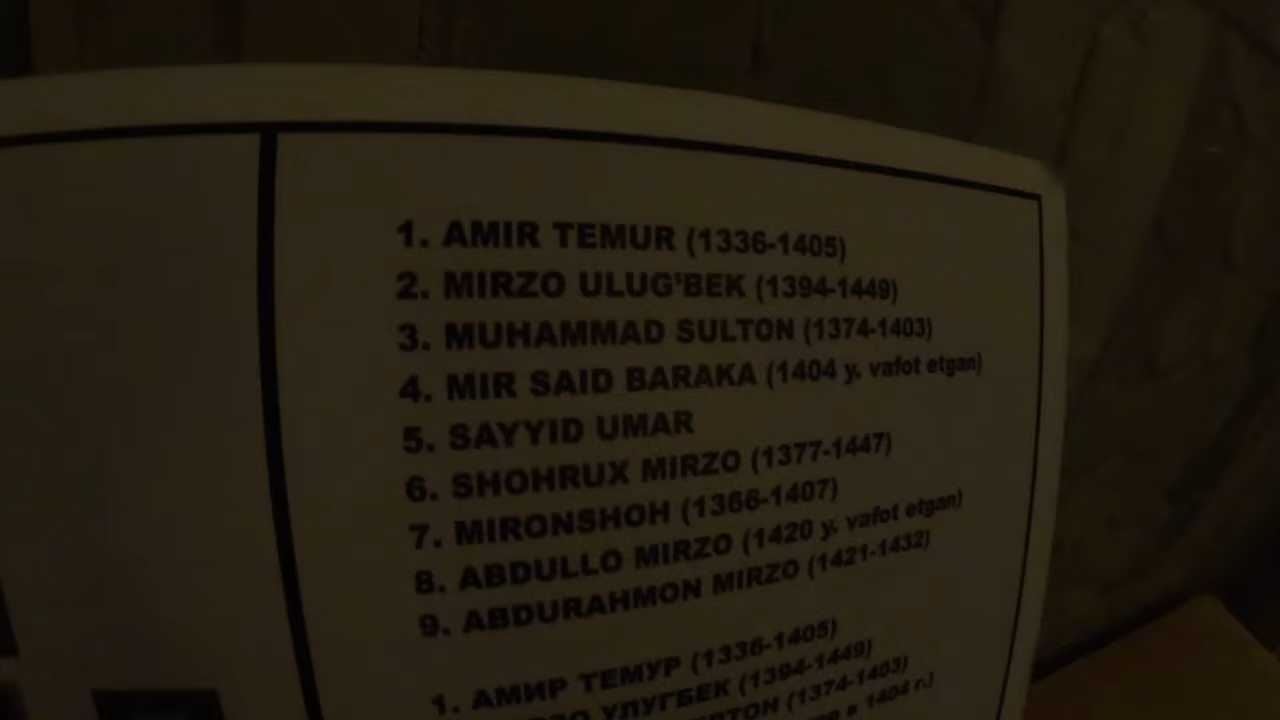 1. AMIR TEMUR (1336-1405)
2. MIRZO ULUG'BEK (1394-1449)
3. MUHAMMAD SULTON (1374-1403)
4. MIR SAID BARAKA (1404 y. vafot etgan)
5. SAYYID UMAR
6. SHOHRUX MIRZO (1377-1447)
7. MIRONSHOH (1366-1407)
8. ABDULLO MIRZO (1420 y. vafot etgan)
9. ABDURAHMON MIRZO (1421-1432)
1. АМИР ТЕМУР (1336-1405)
УЛУГБЕК (1394-1449)
(1374-1403)
в 1404 г.)